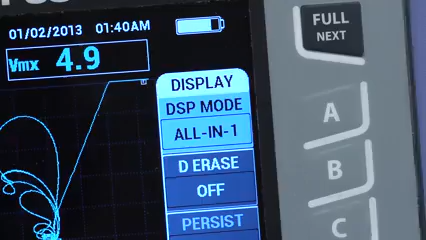 FULL
NEXT
01/02/2013 01:40AM
Vmx 4.9
DISPLAY
DSP MODE
ALL-IN-1
D ERASE
OFF
PERSIST
A
B
C